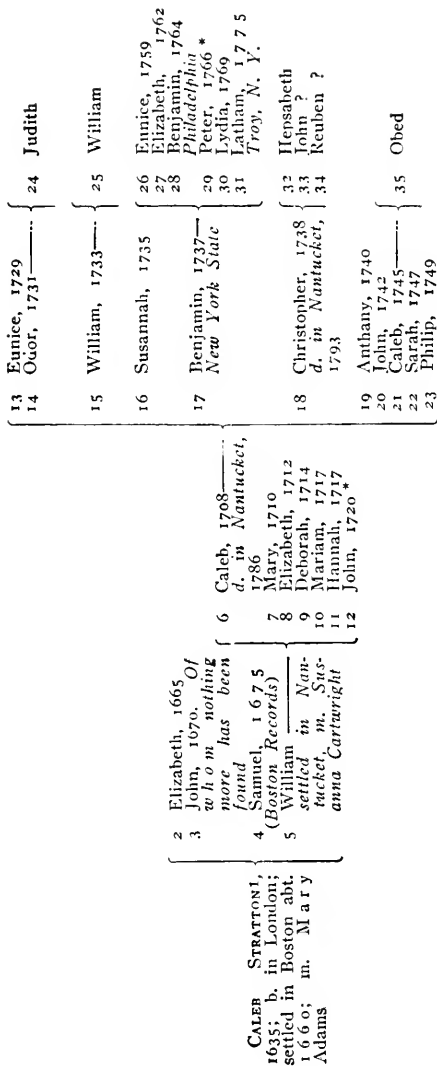 CALEB STRATTON¹,
1635; b. in London;
settled in Boston abt.
1660; m. Mary
Adams
2 Elizabeth, 1665
3 John, 1670. Of
whom nothing
more has been
found
4 Samuel, 1675
(Boston Records)
5 William
settled in Nan-
tucket, m. Sus-
anna Cartwright
6 Caleb, 1708
d. in Nantucket,
1786
7 Mary, 1710
8 Elizabeth, 1712
9 Deborah, 1714
10 Mariam, 1717
11 Hannah, 1717
12 John, 1720*
13 Eunice, 1729
14 Odor, 1731
15 William, 1733
16 Susannah, 1735
17 Benjamin, 1737
New York State
18 Christopher, 1738
d. in Nantucket,
1793
19 Anthany, 1740
20 John, 1742
21 Caleb, 1745
22 Sarah, 1747
23 Philip, 1749
24 Judith
25 William
26 Eunice, 1759
27 Elizabeth, 1762
28 Benjamin, 1764
Philadelphia
29 Peter, 1766 *
30 Lydia, 1769
31 Latham, 1775
Troy, N. Y.
32 Hepsabeth
33 John ?
34 Reuben ?
35 Obed